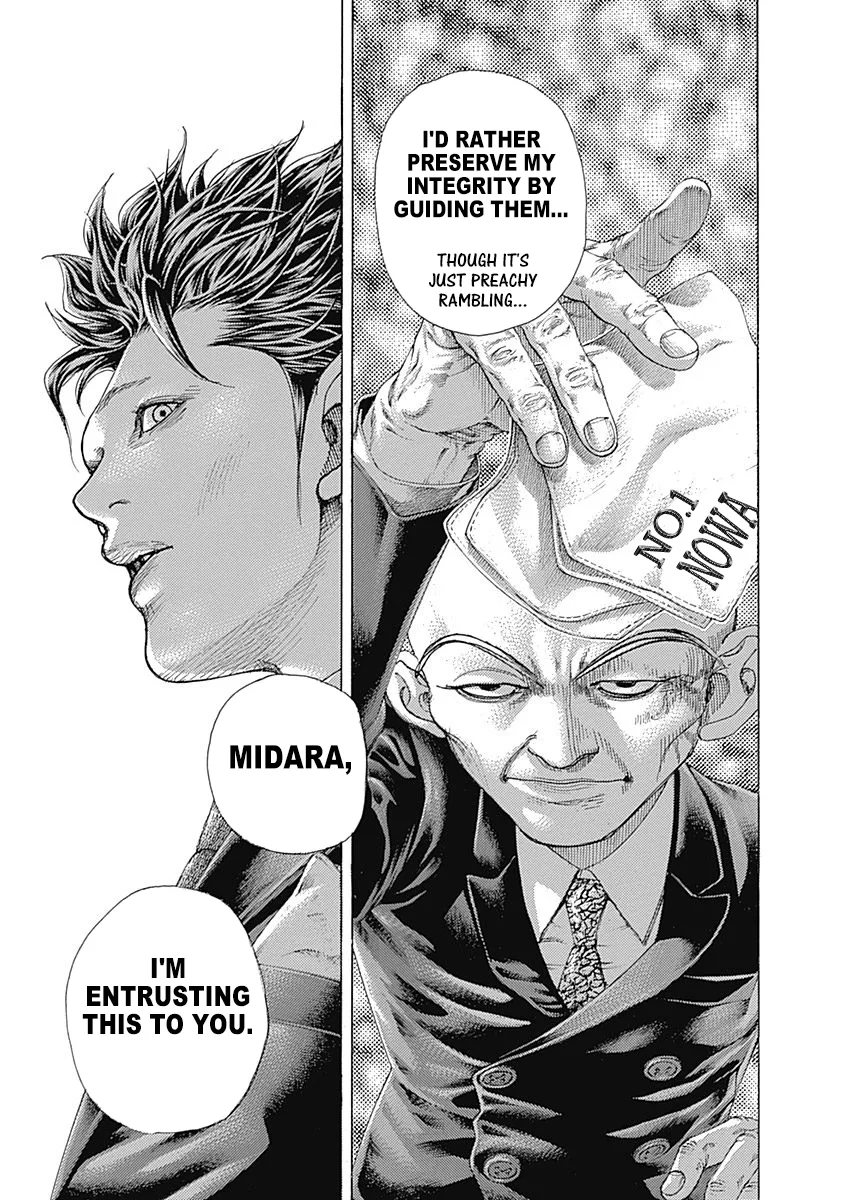 I'D RATHER
PRESERVE MY
INTEGRITY BY
GUIDING THEM...
THOUGH IT'S
JUST PREACHY
RAMBLING...
NO.1
NOWA
MIDARA,
I'M
ENTRUSTING
THIS TO YOU.